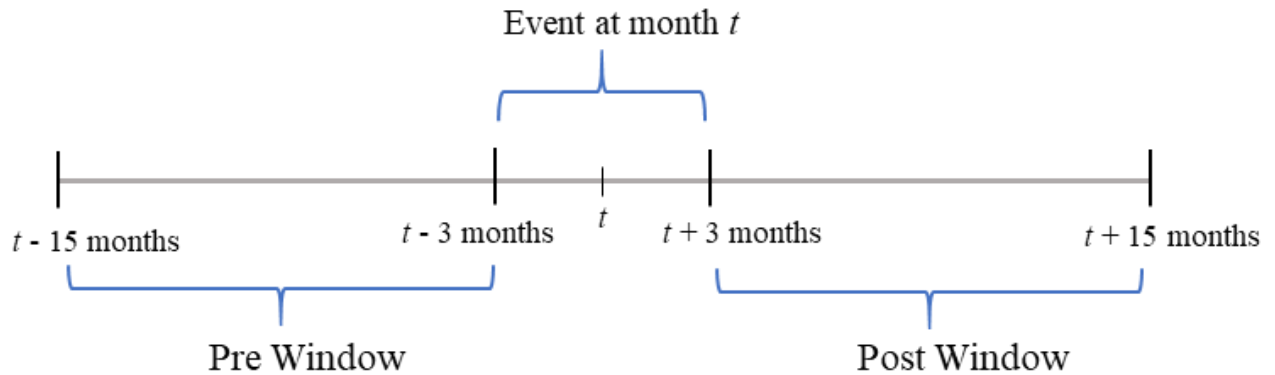 Event at month t
t
t - 15 months
t - 3 months
t + 3 months
t + 15 months
Pre Window
Post Window